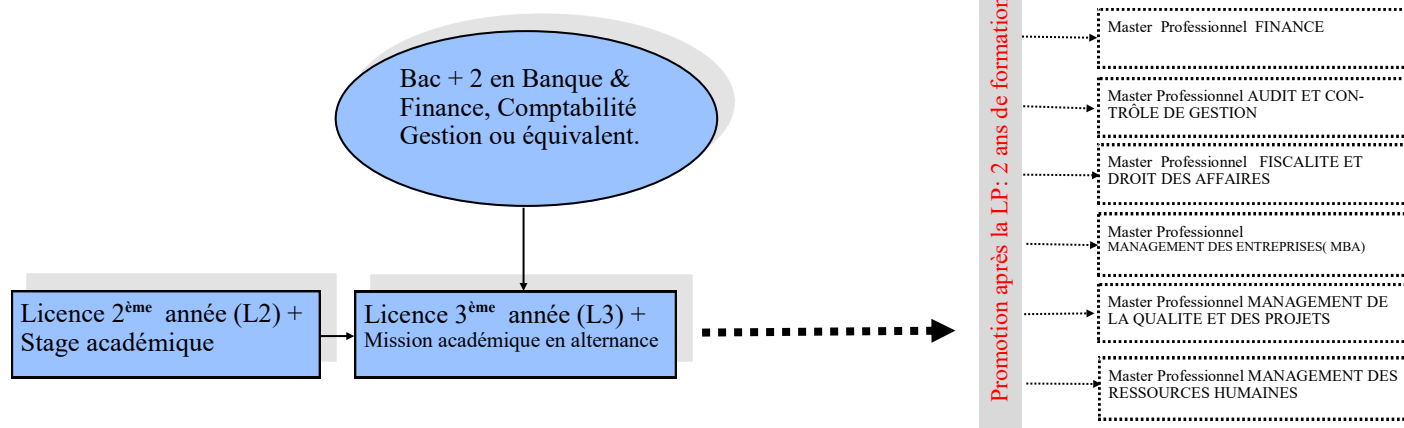 Bac + 2 en Banque &
Finance, Comptabilité
Gestion ou équivalent.
Licence 2ème année (L2) +
Stage académique
Licence 3ème année (L3) +
Mission académique en alternance
Promotion après la LP: 2 ans de formation
Master Professionnel FINANCE
Master Professionnel AUDIT ET CON-
TRÔLE DE GESTION
Master Professionnel FISCALITE ET
DROIT DES AFFAIRES
Master Professionnel
MANAGEMENT DES ENTREPRISES( MBA)
Master Professionnel MANAGEMENT DE
LA QUALITE ET DES PROJETS
Master Professionnel MANAGEMENT DES
RESSOURCES HUMAINES